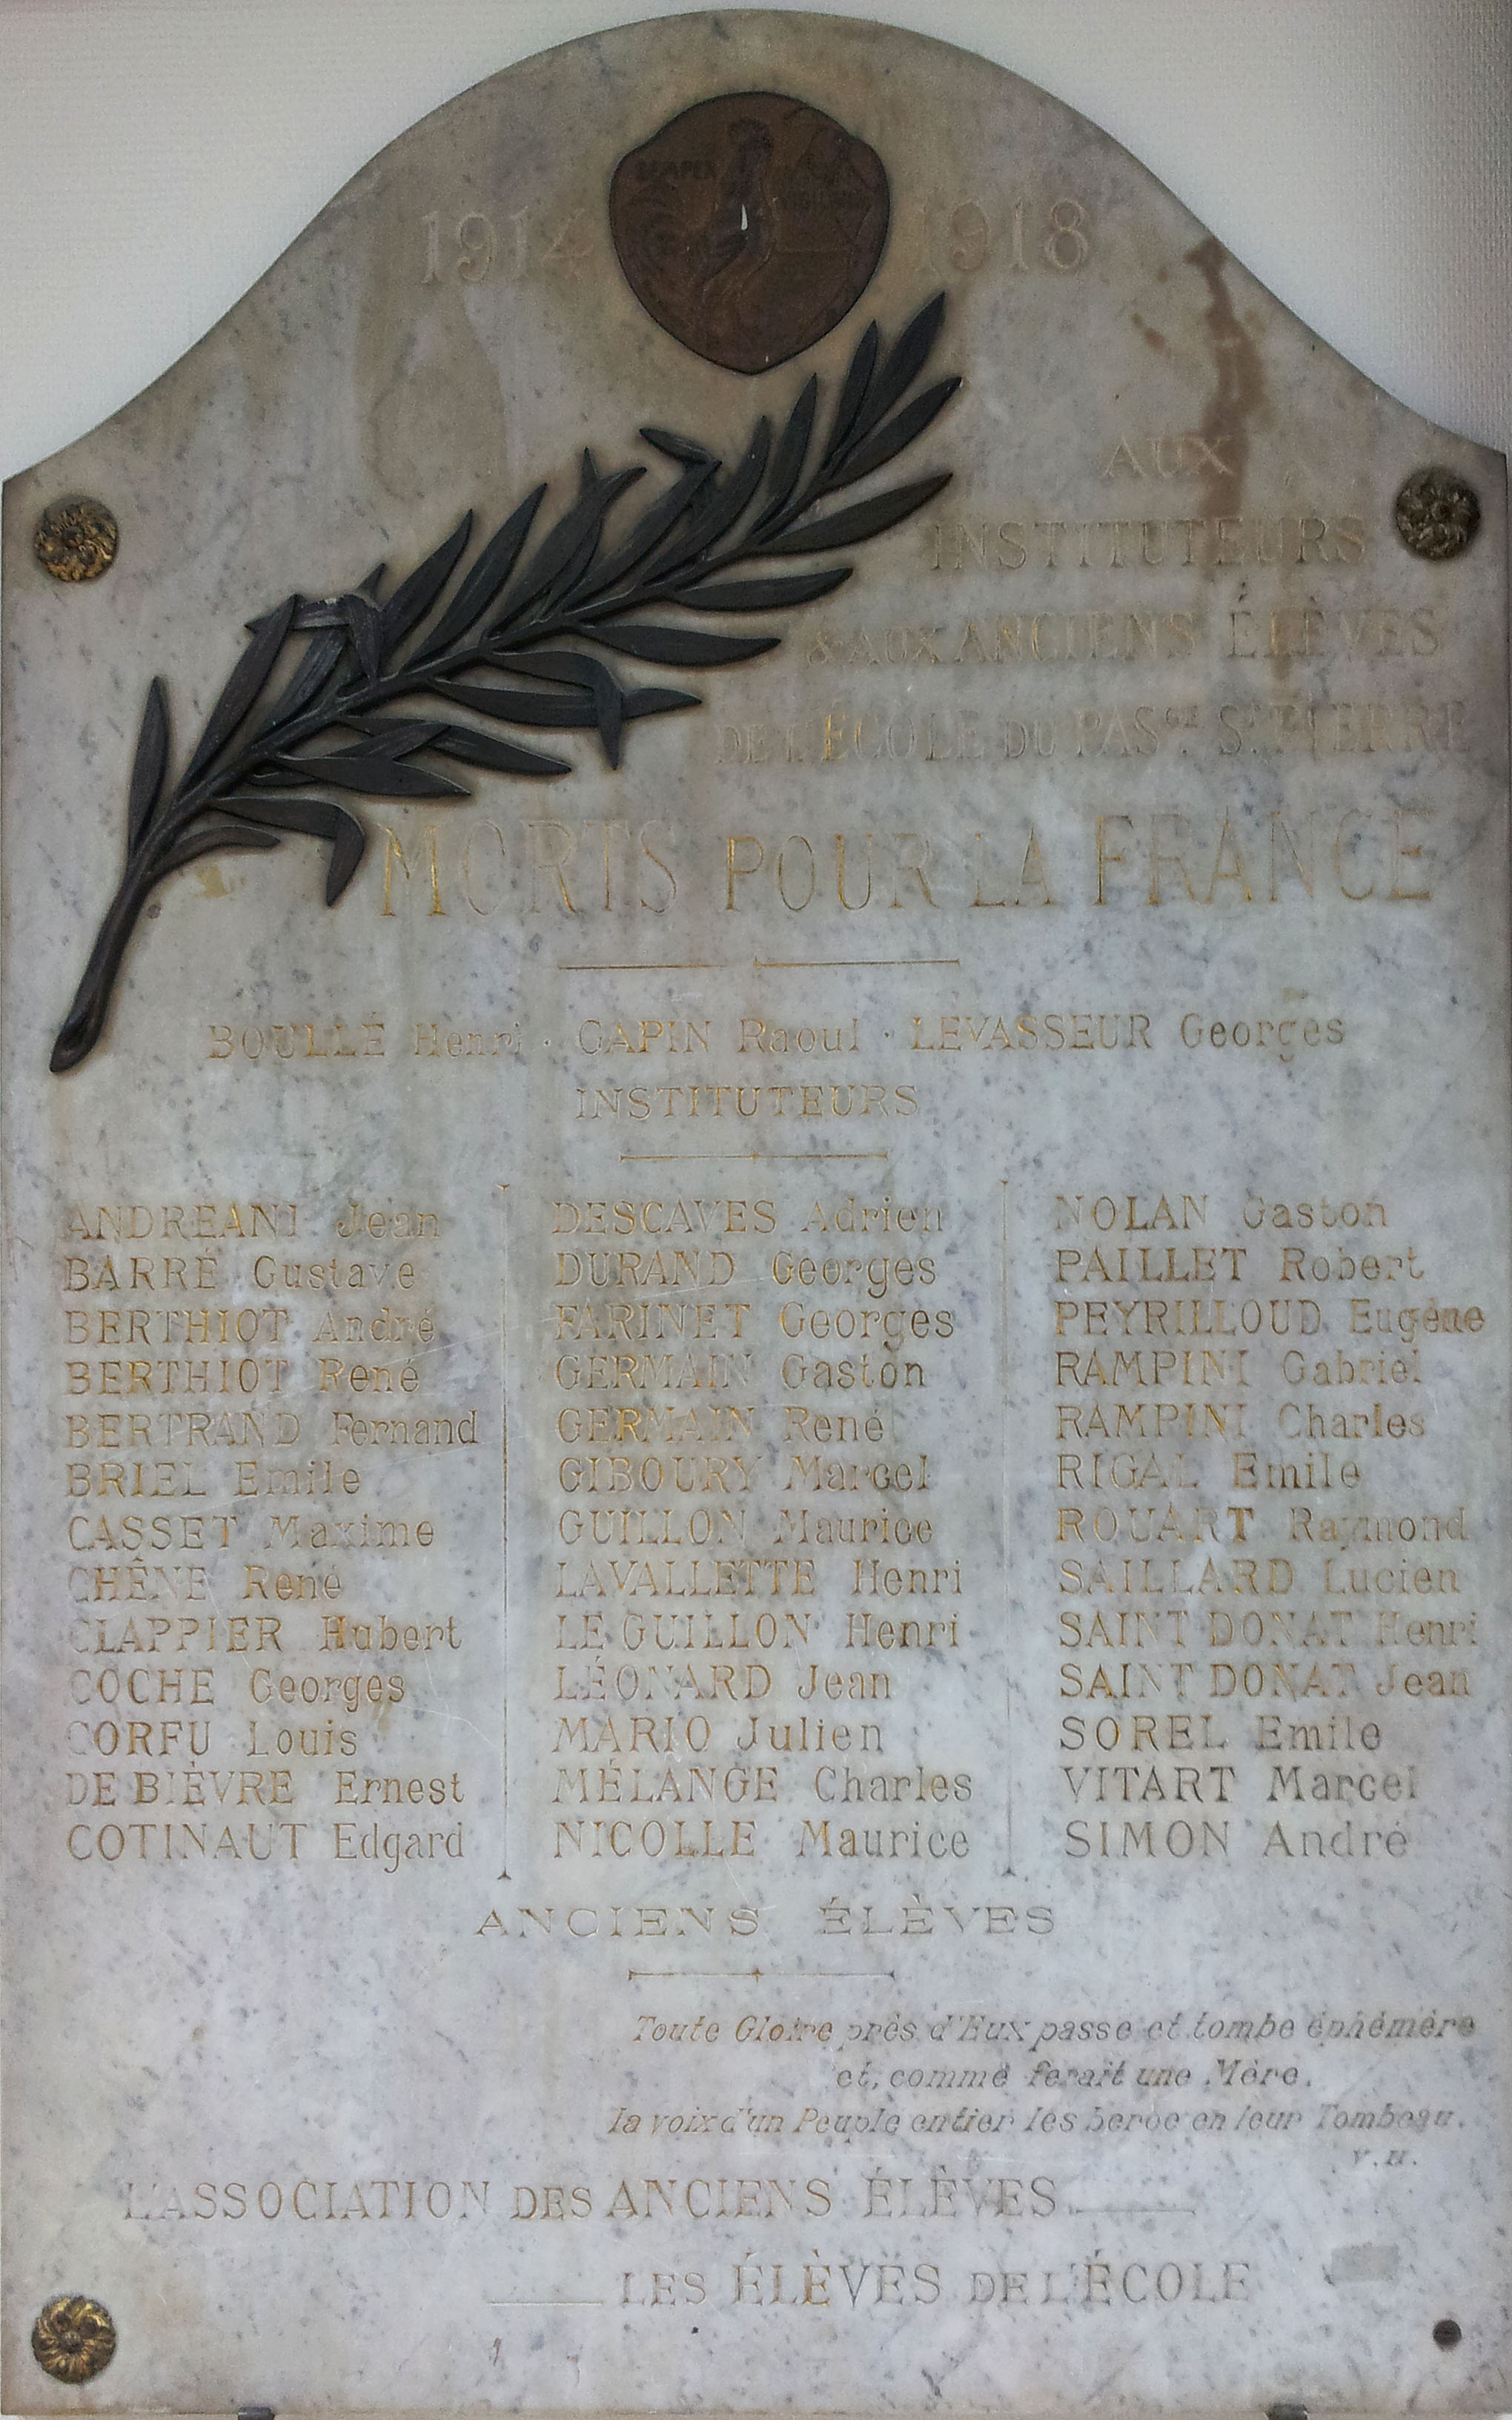 SEMPER
1914 1918
AUX
INSTITUTEURS
& AUX ANCIENS ÉLÈVES
DE L'ÉCOLE DU PASGE ST PIERRE
MORTS POUR LA FRANCE
BOULLÉ Henri · GAPIN Raoul · LEVASSEUR Georges
INSTITUTEURS
ANDREANI Jean
BARRÉ Gustave
BERTHIOT André
BERTHIOT René
BERTRAND Fernand
BRIEL Emile
CASSET Maxime
CHÊNE René
CLAPPIER Hubert
COCHE Georges
CORFU Louis
DE BIÈVRE Ernest
COTINAUT Edgard
DESCAVES Adrien
DURAND Georges
FARINET Georges
GERMAIN Gaston
GERMAIN René
GIBOURY Marcel
GUILLON Maurice
LAVALLETTE Henri
LE GUILLON Henri
LÉONARD Jean
MARIO Julien
MÉLANGE Charles
NICOLLE Maurice
NOLAN Gaston
PAILLET Robert
PEYRILLOUD Eugène
RAMPINI Gabriel
RAMPINI Charles
RIGAL Emile
ROUART Raymond
SAILLARD Lucien
SAINT DONAT Henri
SAINT DONAT Jean
SOREL Emile
VITART Marcel
SIMON André
ANCIENS ÉLÈVES
Toute Gloire près d'Eux passe et tombe éphémère
et, comme ferait une Mère,
la voix d'un Peuple entier les berce en leur Tombeau.
V.H.
L'ASSOCIATION DES ANCIENS ÉLÈVES
LES ÉLÈVES DE L'ÉCOLE